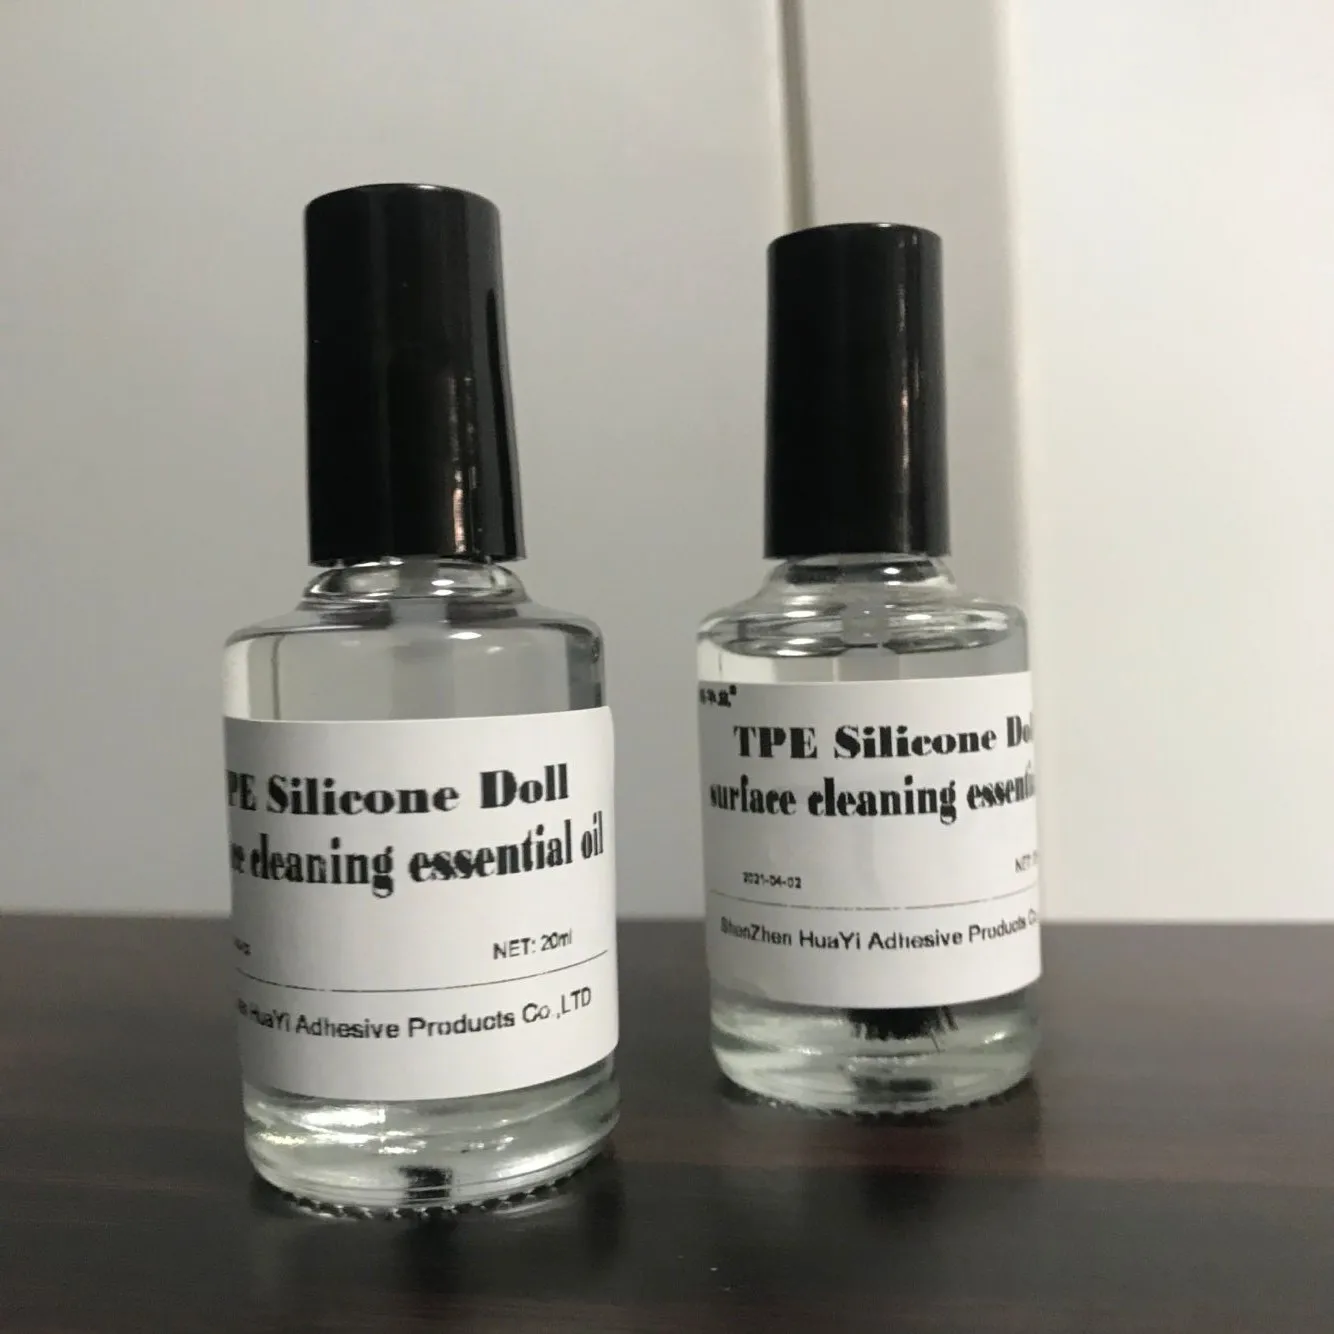 PE Silicone Doll
ce cleaning essential oil
NET: 20ml
HuaYi Adhesive Products Co.,LTD
TPE Silicone Dol
surface cleaning essenti
2021-04-02
NET:
ShenZhen HuaYi Adhesive Products Co